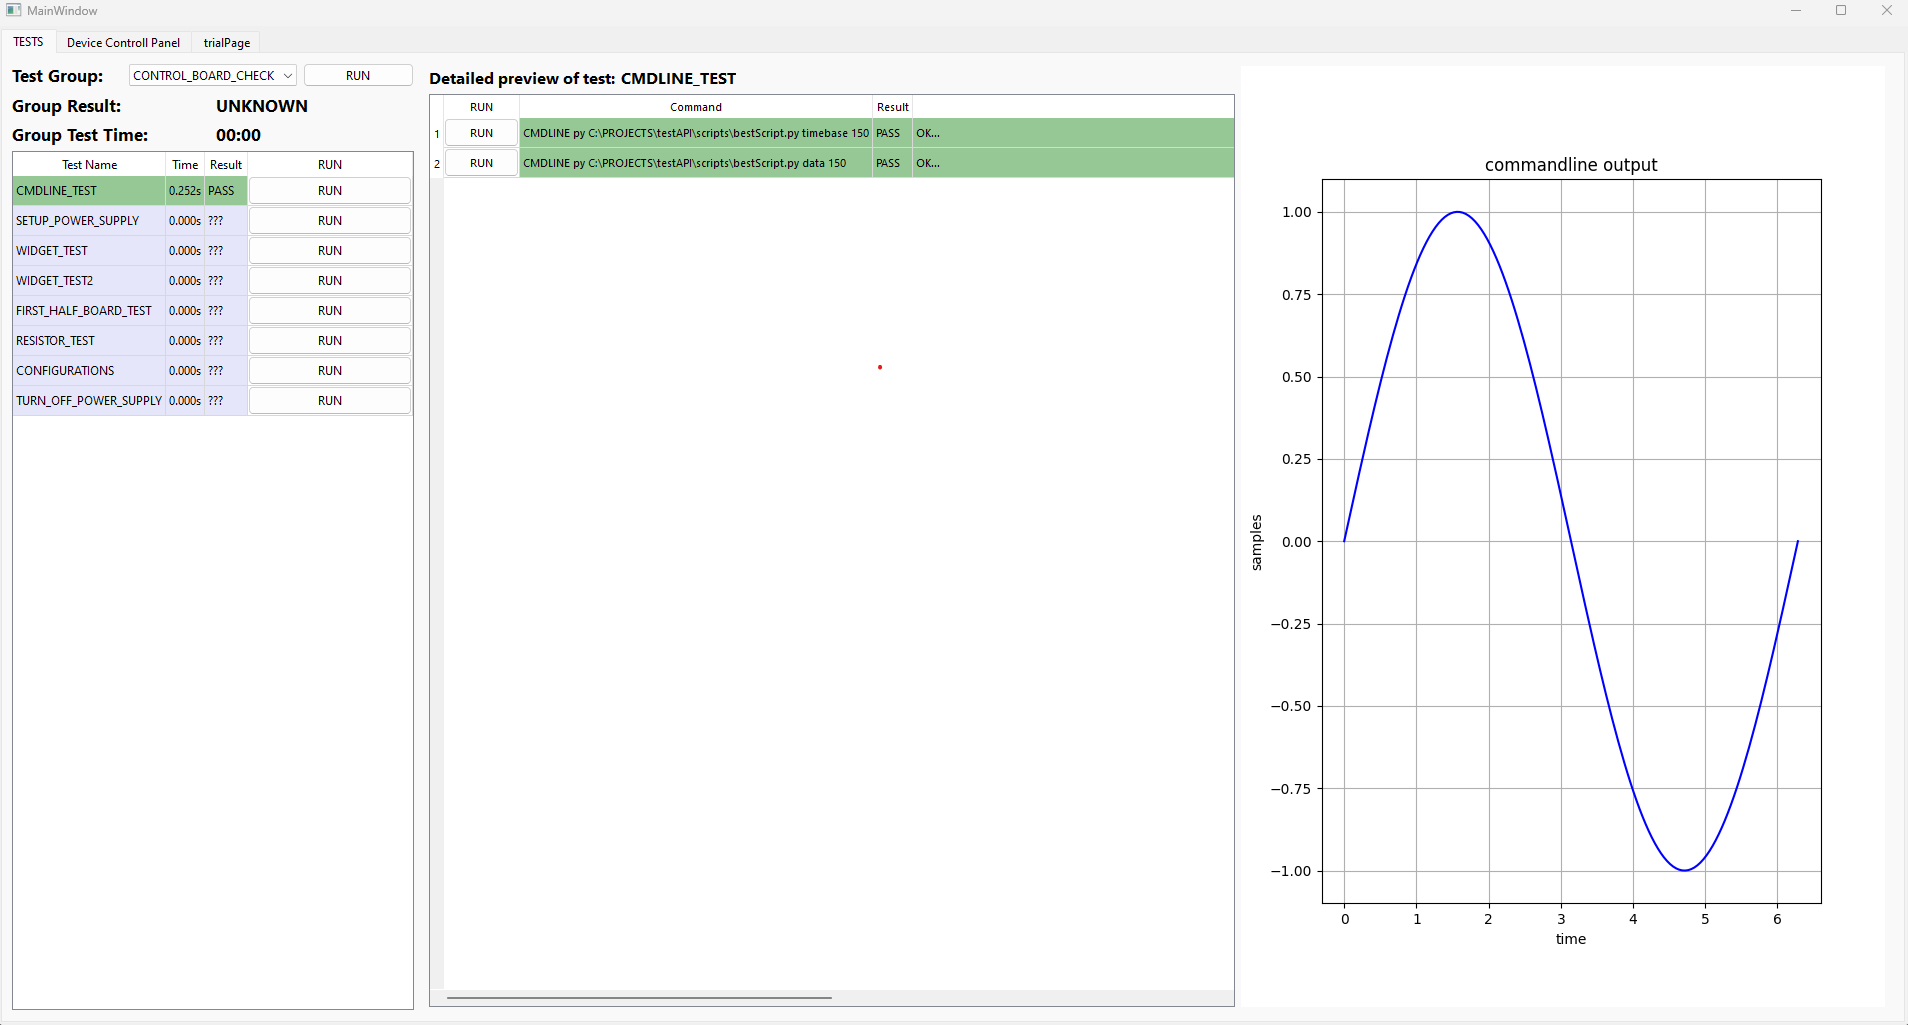 MainWindow
TESTS Device Controll Panel trialPage
Test Group: CONTROL_BOARD_CHECK RUN
Group Result: UNKNOWN
Group Test Time: 00:00
Test Name Time Result RUN
CMDLINE_TEST 0.252s PASS RUN
SETUP_POWER_SUPPLY 0.000s ??? RUN
WIDGET_TEST 0.000s ??? RUN
WIDGET_TEST2 0.000s ??? RUN
FIRST_HALF_BOARD_TEST 0.000s ??? RUN
RESISTOR_TEST 0.000s ??? RUN
CONFIGURATIONS 0.000s ??? RUN
TURN_OFF_POWER_SUPPLY 0.000s ??? RUN
Detailed preview of test: CMDLINE_TEST
RUN Command Result
1 RUN CMDLINE py C:\PROJECTS\testAPI\scripts\bestScript.py timebase 150 PASS OK...
2 RUN CMDLINE py C:\PROJECTS\testAPI\scripts\bestScript.py data 150 PASS OK...
commandline output
samples
1.00
0.75
0.50
0.25
0.00
−0.25
−0.50
−0.75
−1.00
0 1 2 3 4 5 6
time